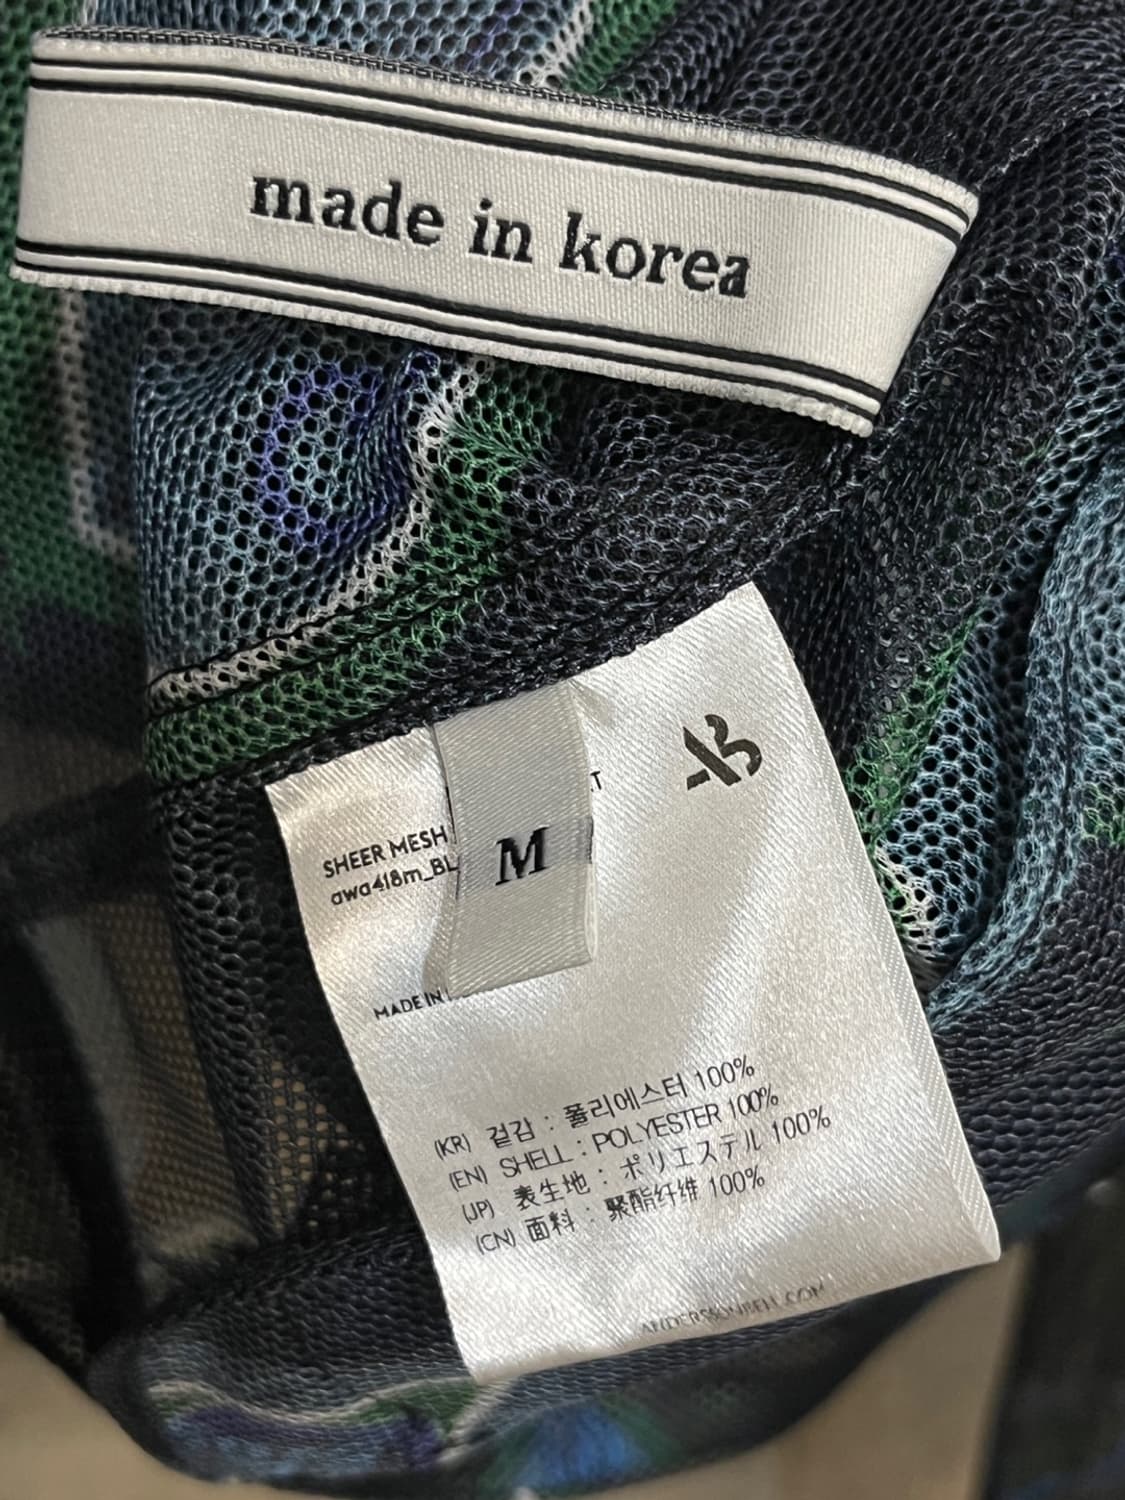 made in korea
M
SHEER MESH
awa418m_BL
MADE IN
(KR) 겉감 : 폴리에스터 100%
(EN) SHELL : POLYESTER 100%
(JP) 表生地 : ポリエステル 100%
(CN) 面料 : 聚酯纤维 100%
ANDERSSONBELL.COM